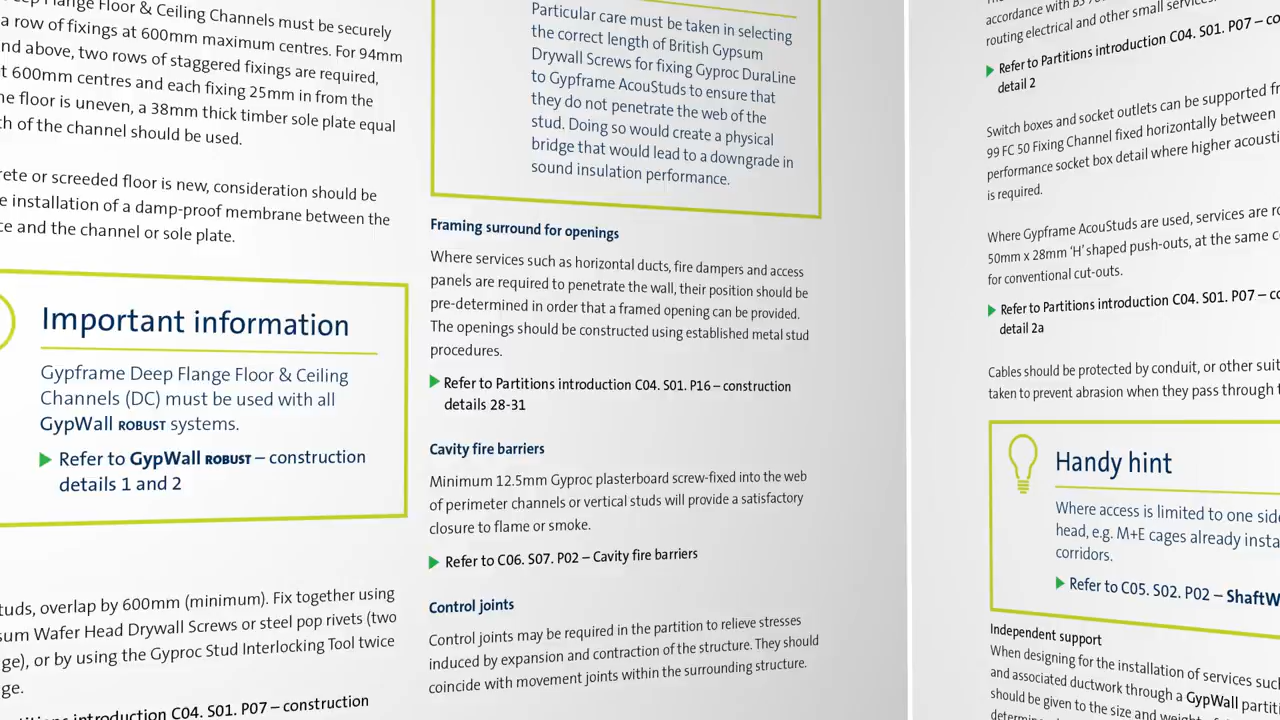 Deep Flange Floor & Ceiling Channels must be securely
a row of fixings at 600mm maximum centres. For 94mm
and above, two rows of staggered fixings are required,
at 600mm centres and each fixing 25mm in from the
floor is uneven, a 38mm thick timber sole plate equal
of the channel should be used.
or screeded floor is new, consideration should be
installation of a damp-proof membrane between the
and the channel or sole plate.
Important information
Gypframe Deep Flange Floor & Ceiling
Channels (DC) must be used with all
GypWall ROBUST systems.
Refer to GypWall ROBUST – construction
details 1 and 2
studs, overlap by 600mm (minimum). Fix together using
Wafer Head Drywall Screws or steel pop rivets (two
or by using the Gyproc Stud Interlocking Tool twice
introduction C04. S01. P07 – construction
Particular care must be taken in selecting
the correct length of British Gypsum
Drywall Screws for fixing Gyproc DuraLine
to Gypframe AcouStuds to ensure that
they do not penetrate the web of the
stud. Doing so would create a physical
bridge that would lead to a downgrade in
sound insulation performance.
Framing surround for openings
Where services such as horizontal ducts, fire dampers and access
panels are required to penetrate the wall, their position should be
pre-determined in order that a framed opening can be provided.
The openings should be constructed using established metal stud
procedures.
Refer to Partitions introduction C04. S01. P16 – construction
details 28-31
Cavity fire barriers
Minimum 12.5mm Gyproc plasterboard screw-fixed into the web
of perimeter channels or vertical studs will provide a satisfactory
closure to flame or smoke.
Refer to C06. S07. P02 – Cavity fire barriers
Control joints
Control joints may be required in the partition to relieve stresses
induced by expansion and contraction of the structure. They should
coincide with movement joints within the surrounding structure.
accordance with BS
routing electrical and other small services.
Refer to Partitions introduction C04. S01. P07 – co
detail 2
Switch boxes and socket outlets can be supported
99 FC 50 Fixing Channel fixed horizontally between
performance socket box detail where higher
is required.
Where Gypframe AcouStuds are used, services are
50mm x 28mm ‘H’ shaped push-outs, at the same
for conventional cut-outs.
Refer to Partitions introduction C04. S01. P07 – co
detail 2a
Cables should be protected by conduit, or other
taken to prevent abrasion when they pass through
Handy hint
Where access is limited to one
head, e.g. M+E cages already
corridors.
Refer to C05. S02. P02 – ShaftW
Independent support
When designing for the installation of services
and associated ductwork through a GypWall
should be given to the size and